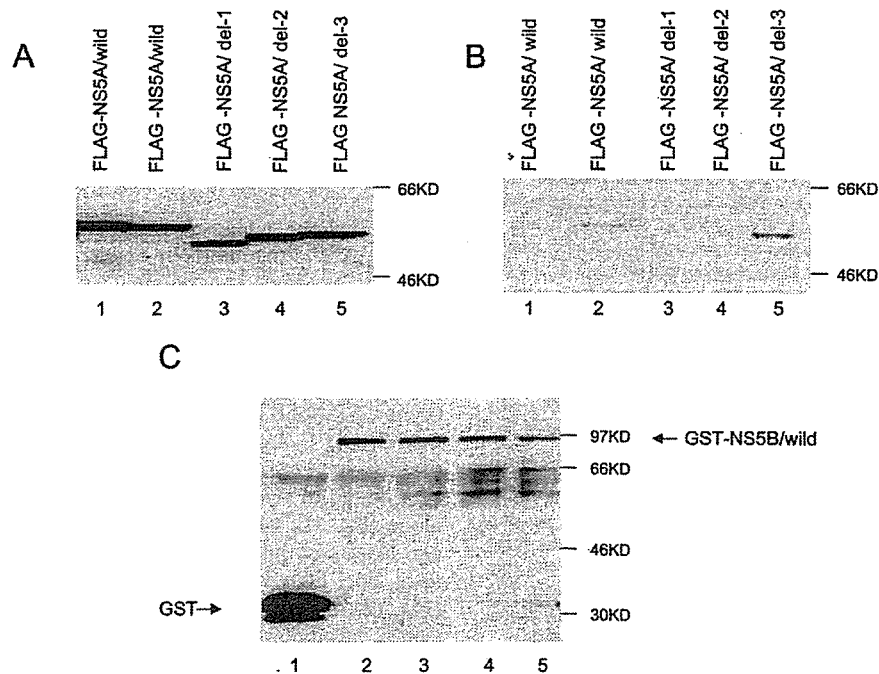 A
FLAG-NS5A/wild
FLAG -NS5A/wild
FLAG -NS5A/ del-1
FLAG -NS5A/ del-2
FLAG NS5A/ del-3
66KD
46KD
1 2 3 4 5
B
FLAG -NS5A/ wild
FLAG -NS5A/ wild
FLAG -NS5A/ del-1
FLAG -NS5A/ del-2
FLAG -NS5A/ del-3
66KD
46KD
1 2 3 4 5
C
97KD
GST-NS5B/wild
66KD
46KD
GST
30KD
1 2 3 4 5